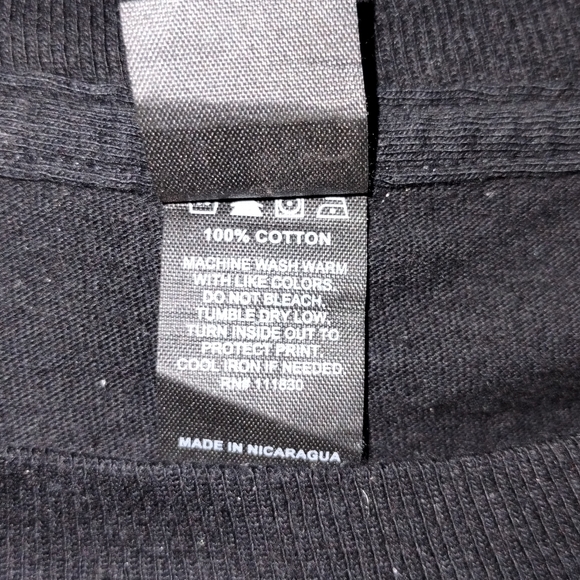 100% COTTON
MACHINE WASH WARM
WITH LIKE COLORS.
DO NOT BLEACH.
TUMBLE DRY LOW.
TURN INSIDE OUT TO
PROTECT PRINT.
COOL IRON IF NEEDED.
RN# 111630
MADE IN NICARAGUA